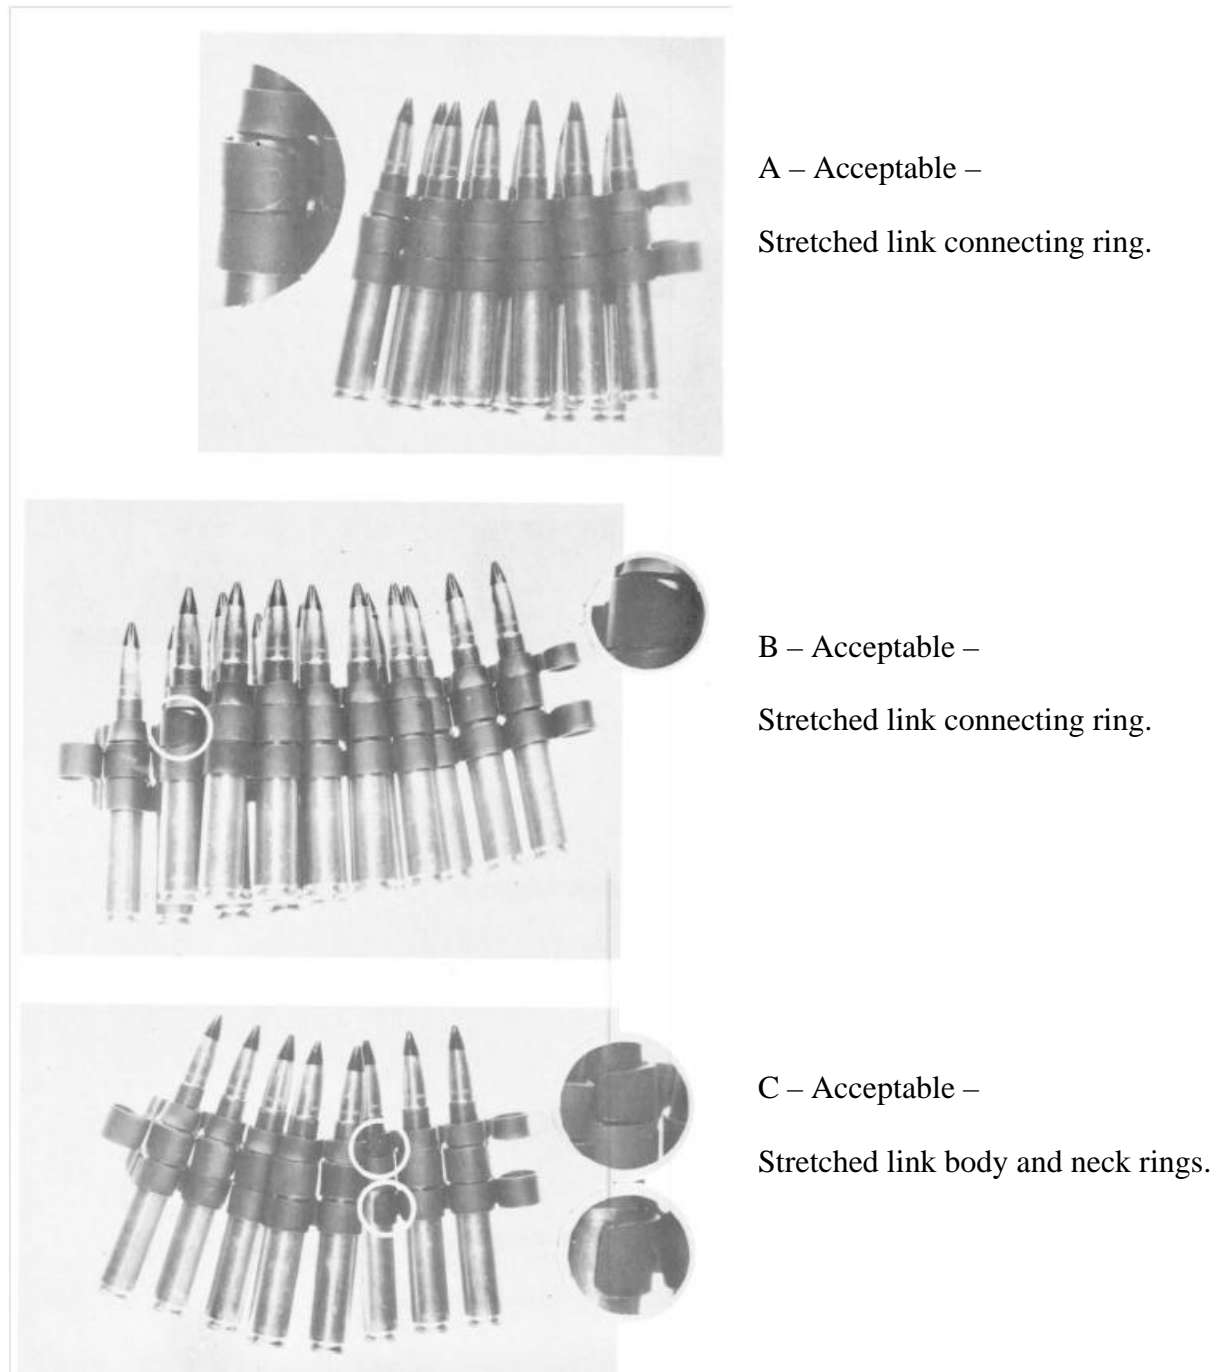 A – Acceptable –
Stretched link connecting ring.
B – Acceptable –
Stretched link connecting ring.
C – Acceptable –
Stretched link body and neck rings.